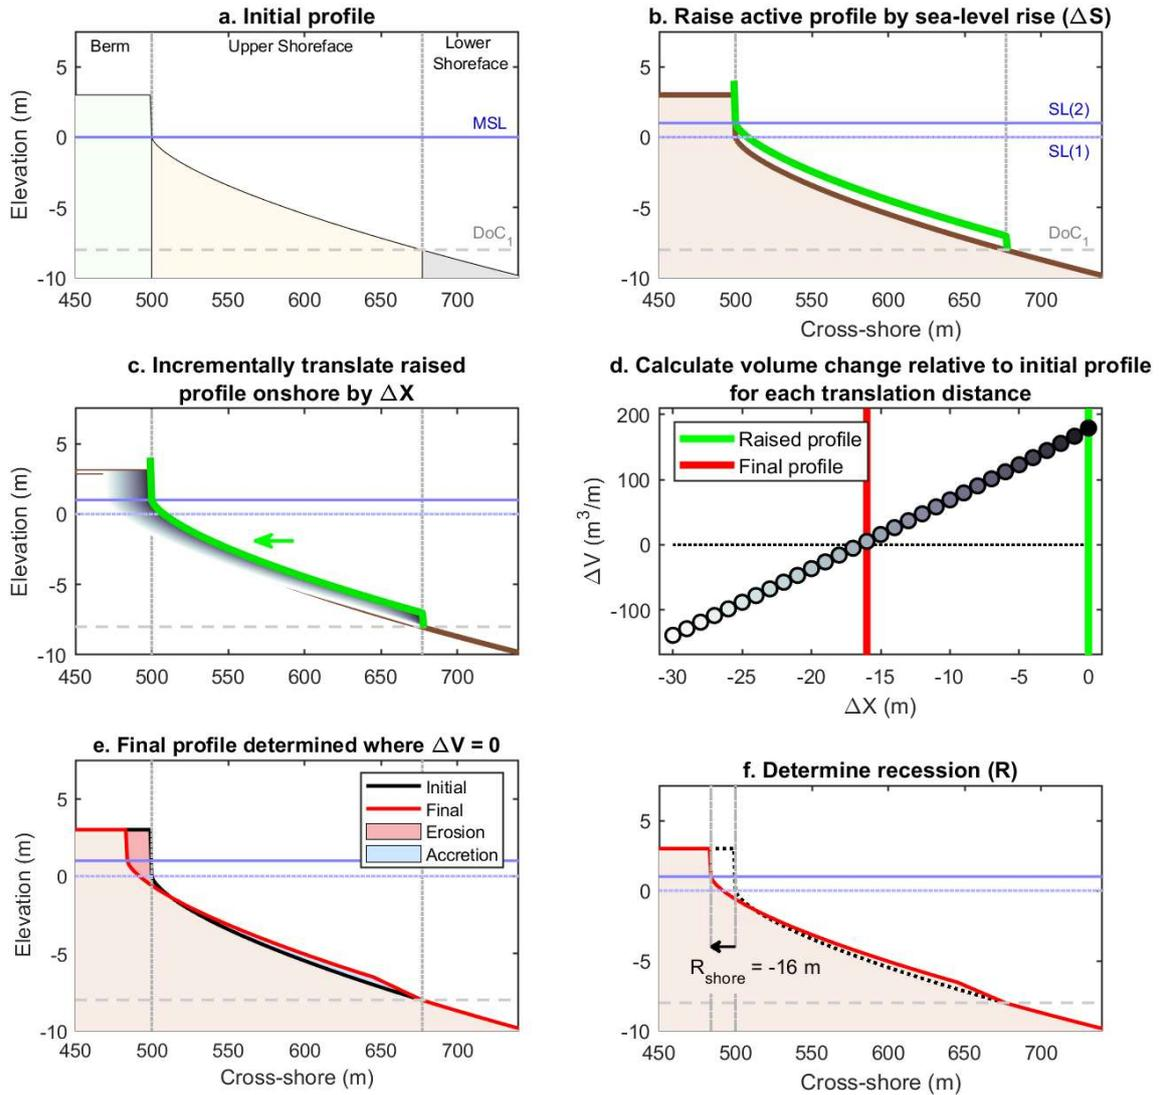 a. Initial profile
Berm
Upper Shoreface
Lower
Shoreface
5
0
-5
-10
Elevation (m)
MSL
DoC₁
450 500 550 600 650 700
b. Raise active profile by sea-level rise (ΔS)
5
0
-5
-10
SL(2)
SL(1)
DoC₁
450 500 550 600 650 700
Cross-shore (m)
c. Incrementally translate raised
profile onshore by ΔX
5
0
-5
-10
Elevation (m)
450 500 550 600 650 700
d. Calculate volume change relative to initial profile
for each translation distance
200
100
0
-100
ΔV (m³/m)
Raised profile
Final profile
-30 -25 -20 -15 -10 -5 0
ΔX (m)
e. Final profile determined where ΔV = 0
5
0
-5
-10
Elevation (m)
Initial
Final
Erosion
Accretion
450 500 550 600 650 700
Cross-shore (m)
f. Determine recession (R)
5
0
-5
-10
R_shore = -16 m
450 500 550 600 650 700
Cross-shore (m)